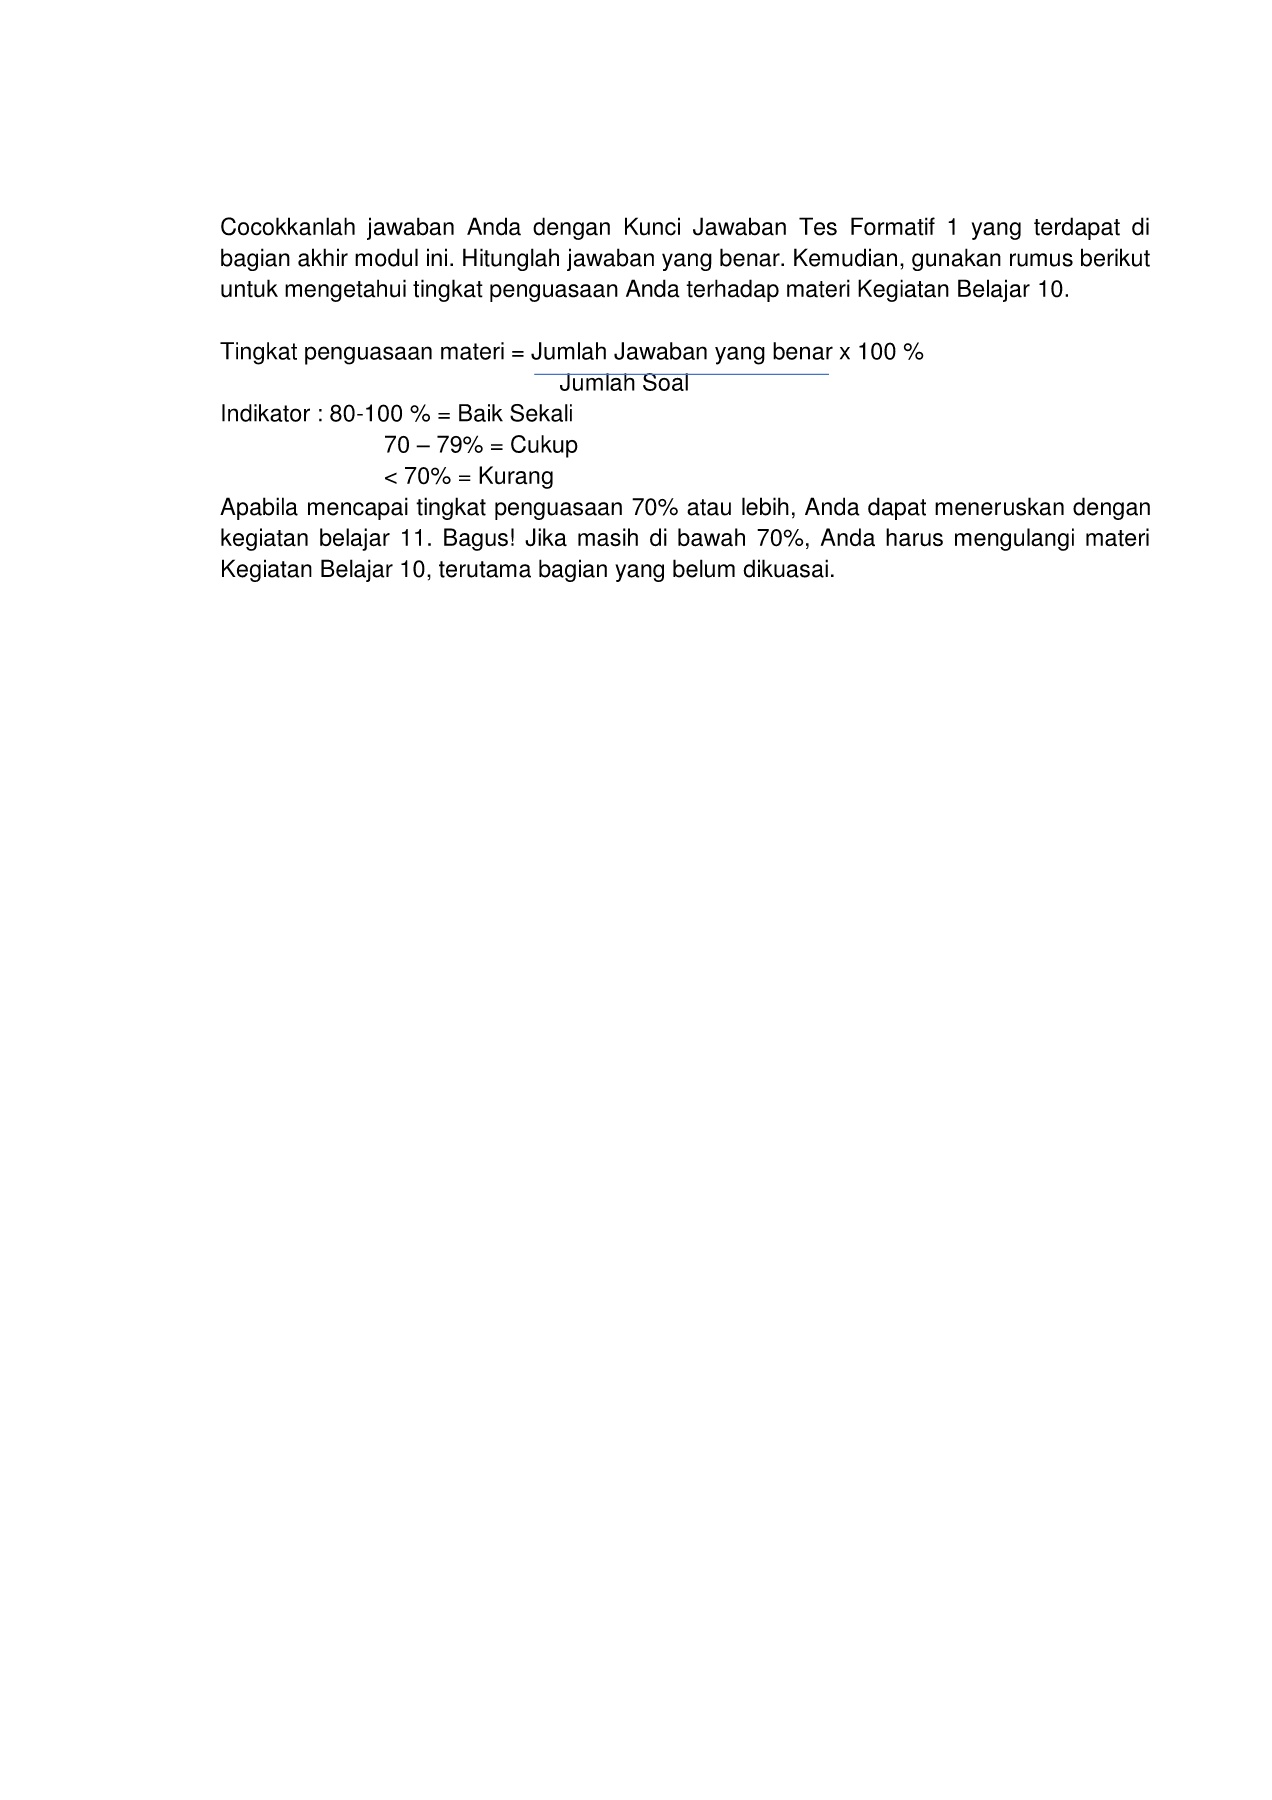 Cocokkanlah jawaban Anda dengan Kunci Jawaban Tes Formatif 1 yang terdapat di
bagian akhir modul ini. Hitunglah jawaban yang benar. Kemudian, gunakan rumus berikut
untuk mengetahui tingkat penguasaan Anda terhadap materi Kegiatan Belajar 10.
Tingkat penguasaan materi = Jumlah Jawaban yang benar x 100 %
Jumlah Soal
Indikator : 80-100 % = Baik Sekali
70 – 79% = Cukup
< 70% = Kurang
Apabila mencapai tingkat penguasaan 70% atau lebih, Anda dapat meneruskan dengan
kegiatan belajar 11. Bagus! Jika masih di bawah 70%, Anda harus mengulangi materi
Kegiatan Belajar 10, terutama bagian yang belum dikuasai.